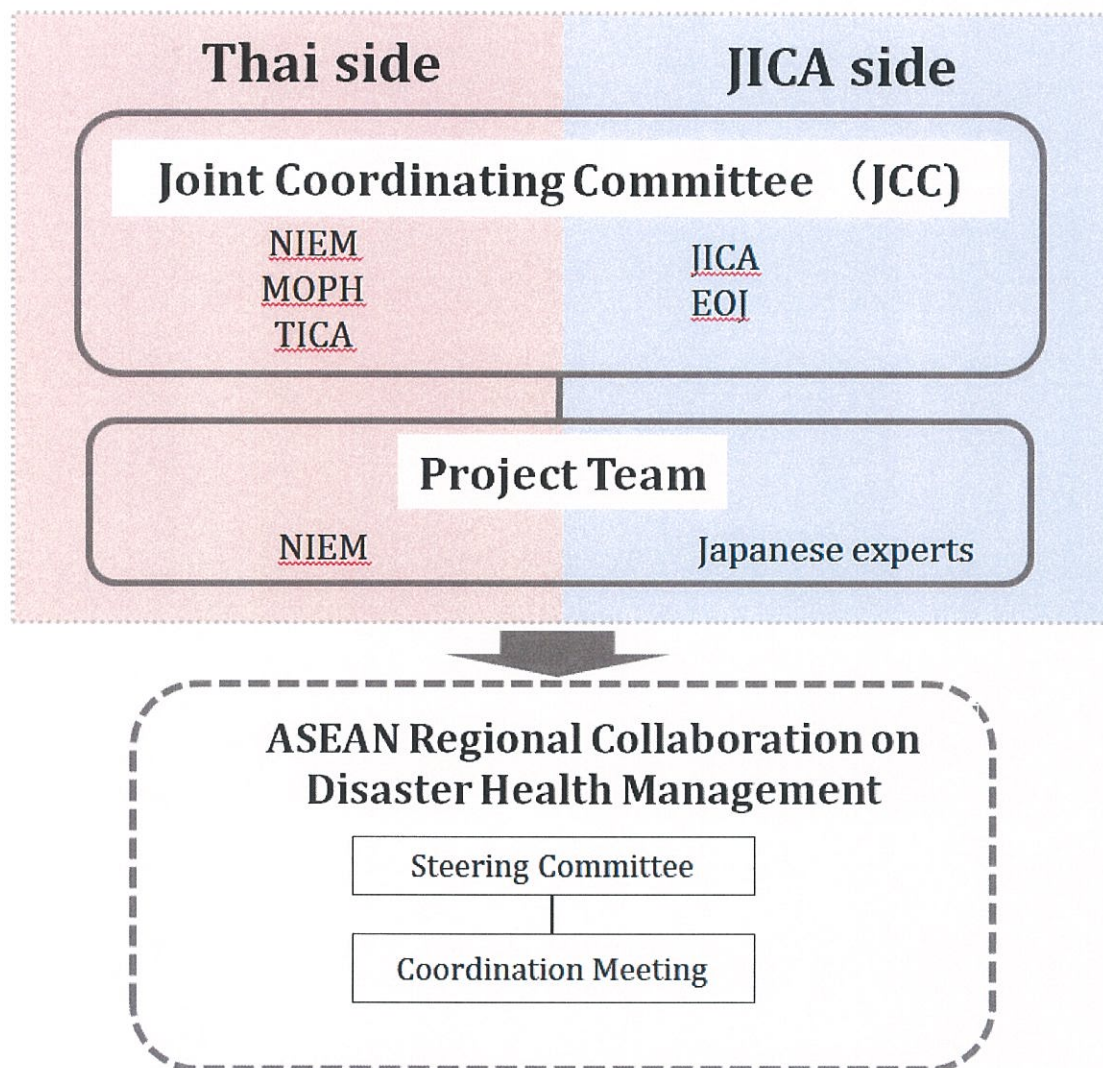 Thai side
JICA side
Joint Coordinating Committee （JCC)
NIEM
MOPH
TICA
JICA
EOJ
Project Team
NIEM
Japanese experts
ASEAN Regional Collaboration on
Disaster Health Management
Steering Committee
Coordination Meeting